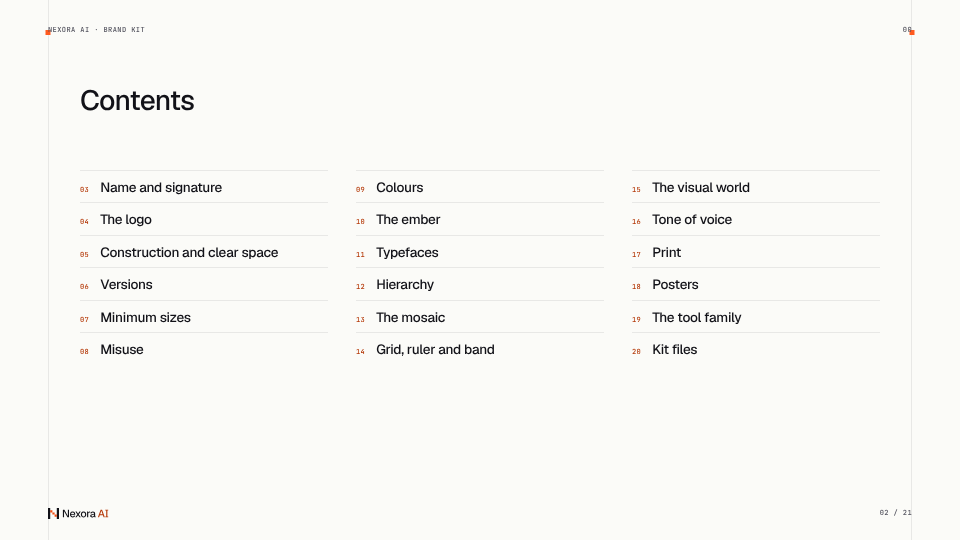 NEXORA AI · BRAND KIT
00
Contents
03 Name and signature
04 The logo
05 Construction and clear space
06 Versions
07 Minimum sizes
08 Misuse
09 Colours
10 The ember
11 Typefaces
12 Hierarchy
13 The mosaic
14 Grid, ruler and band
15 The visual world
16 Tone of voice
17 Print
18 Posters
19 The tool family
20 Kit files
Nexora AI
02 / 21